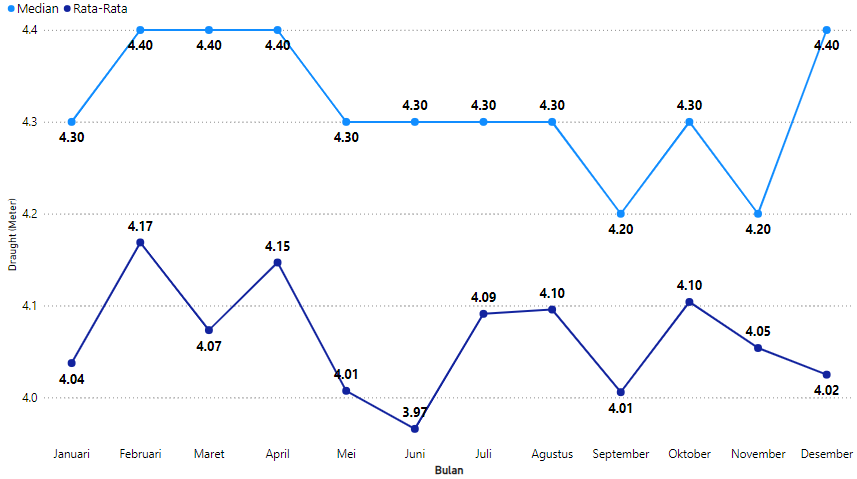 Median Rata-Rata
4.4
4.40 4.40 4.40 4.40
4.30 4.30 4.30 4.30
4.3
4.30 4.30
4.2
4.17 4.20 4.20
4.15
Draught (Meter)
4.09 4.10 4.10
4.1
4.07 4.05
4.04 4.01 4.02
4.0
3.97 4.01
Januari Februari Maret April Mei Juni Juli Agustus September Oktober November Desember
Bulan